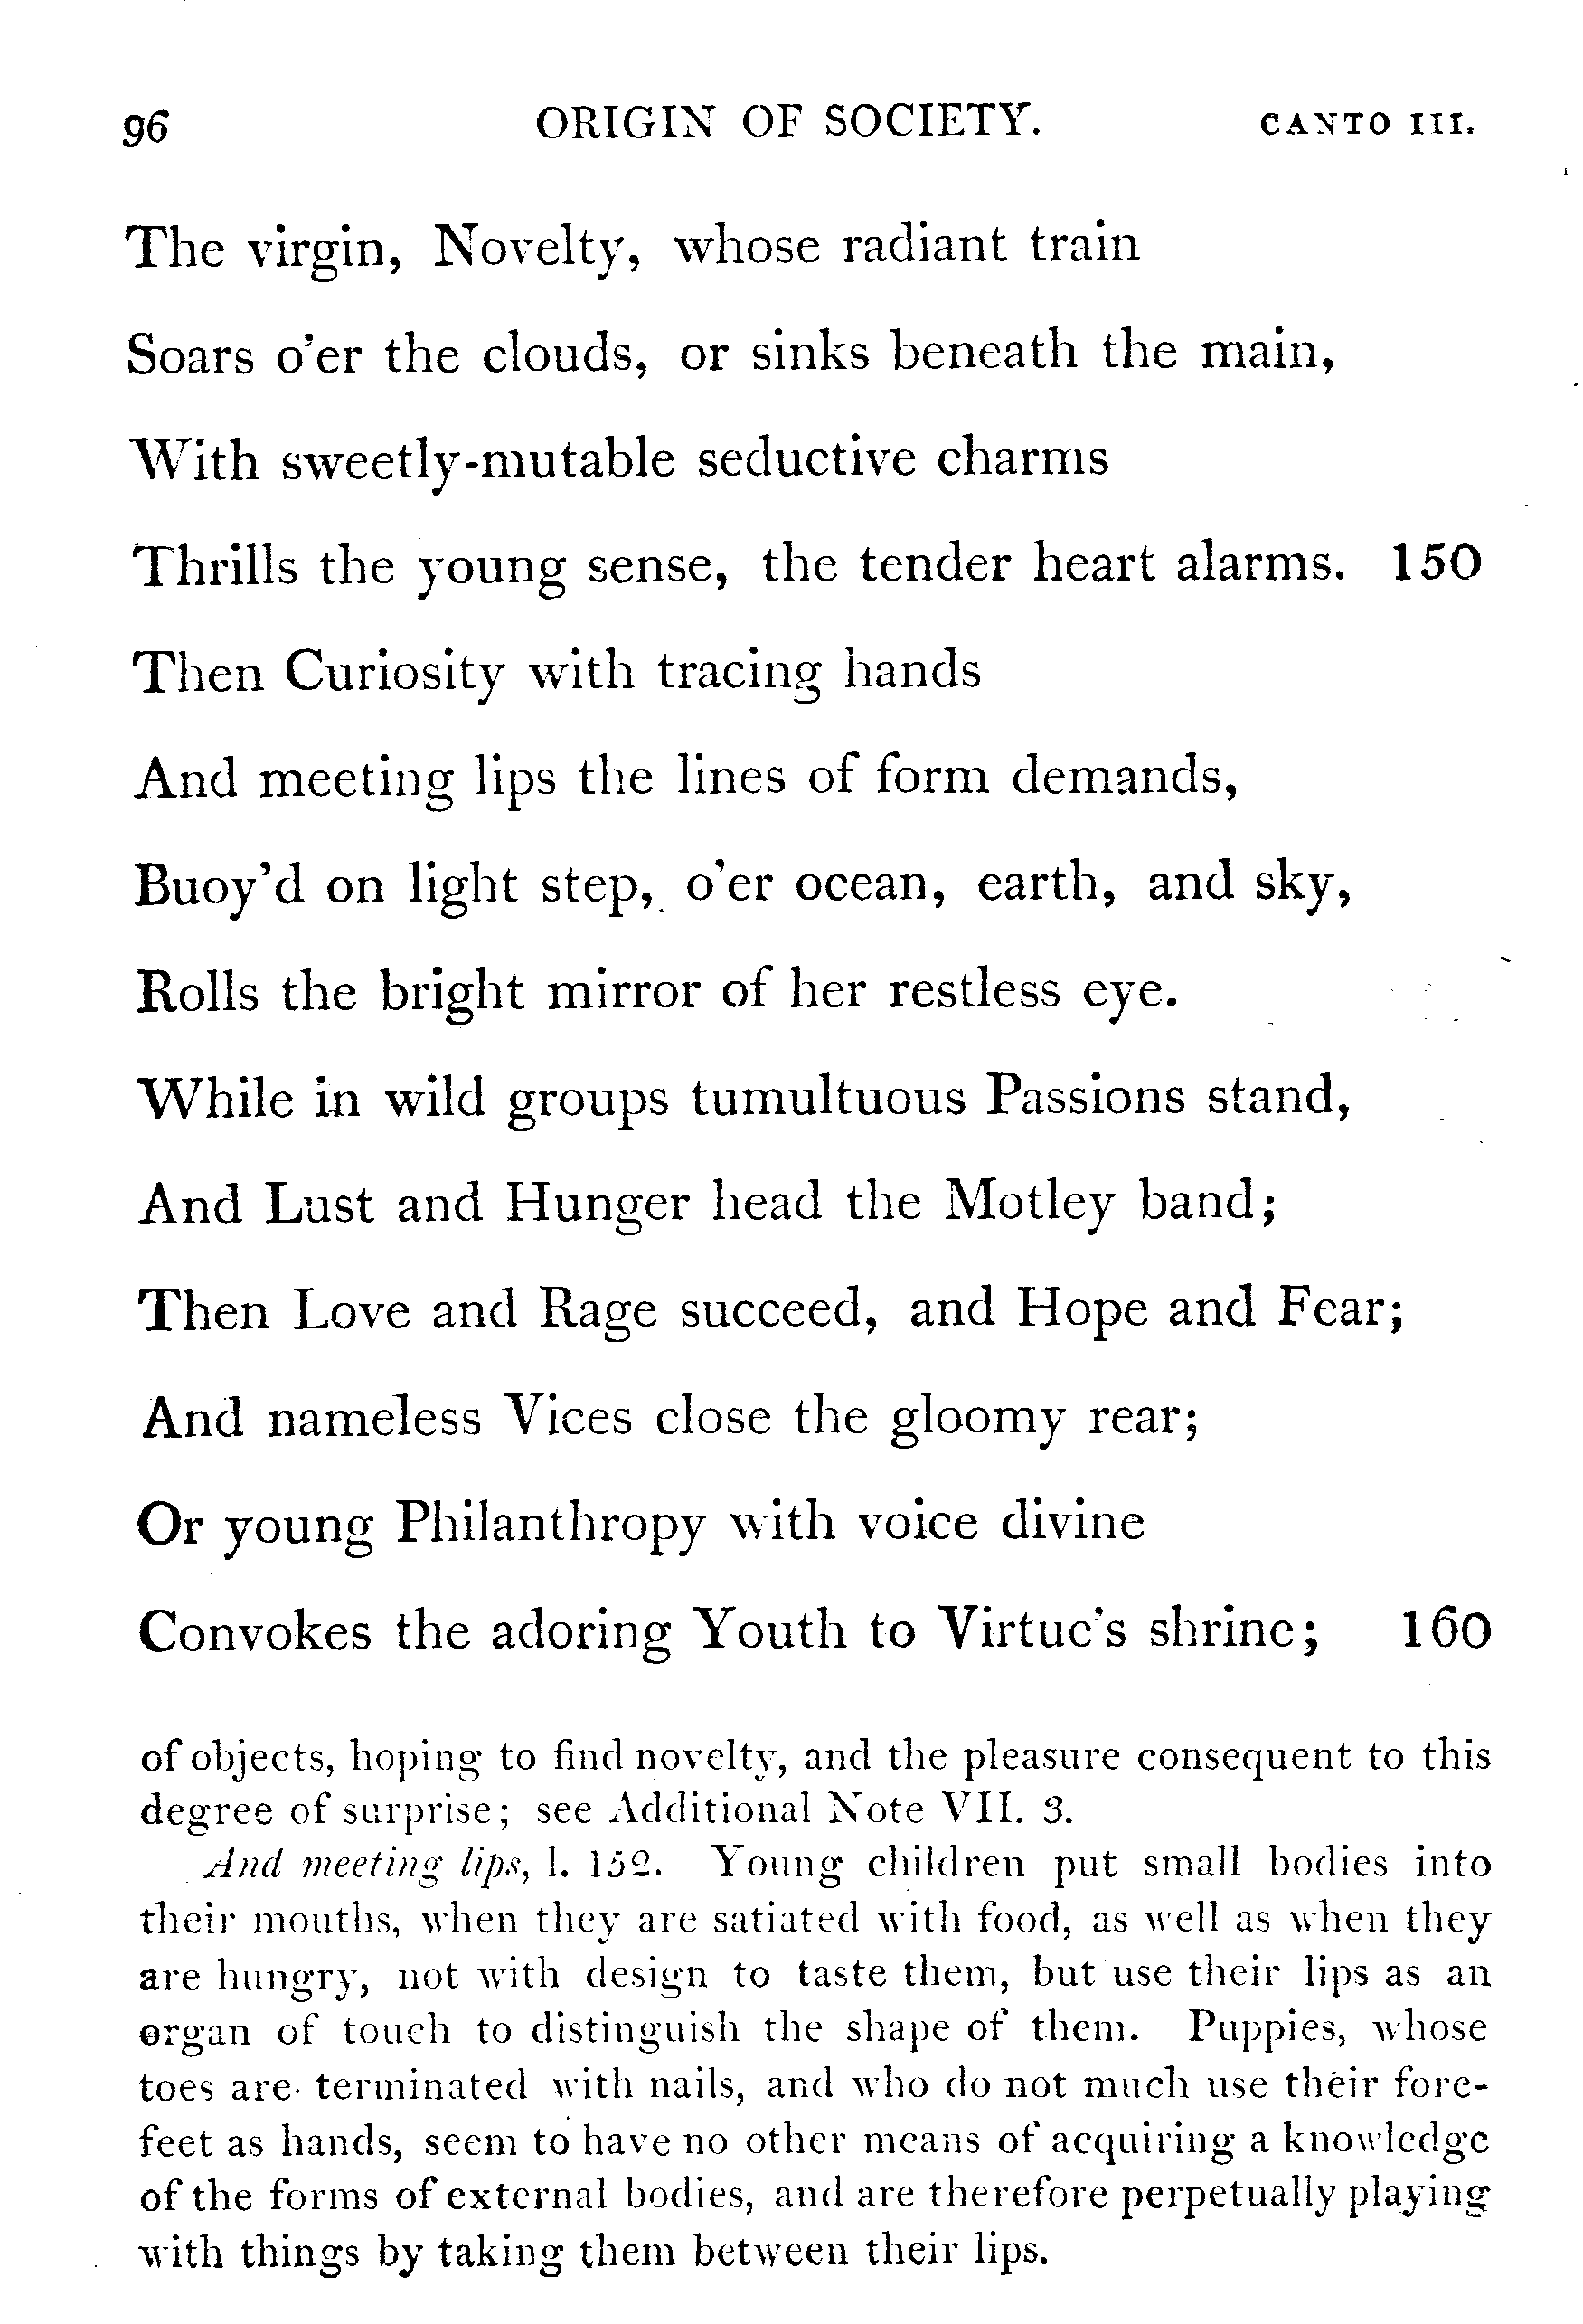 96 ORIGIN OF SOCIETY. CANTO III.
The virgin, Novelty, whose radiant train
Soars o'er the clouds, or sinks beneath the main,
With sweetly-mutable seductive charms
Thrills the young sense, the tender heart alarms. 150
Then Curiosity with tracing hands
And meeting lips the lines of form demands,
Buoy'd on light step, o'er ocean, earth, and sky,
Rolls the bright mirror of her restless eye.
While in wild groups tumultuous Passions stand,
And Lust and Hunger head the Motley band;
Then Love and Rage succeed, and Hope and Fear;
And nameless Vices close the gloomy rear;
Or young Philanthropy with voice divine
Convokes the adoring Youth to Virtue's shrine; 160
of objects, hoping to find novelty, and the pleasure consequent to this
degree of surprise; see Additional Note VII. 3.
And meeting lips, l. 152. Young children put small bodies into
their mouths, when they are satiated with food, as well as when they
are hungry, not with design to taste them, but use their lips as an
organ of touch to distinguish the shape of them. Puppies, whose
toes are terminated with nails, and who do not much use their fore-
feet as hands, seem to have no other means of acquiring a knowledge
of the forms of external bodies, and are therefore perpetually playing
with things by taking them between their lips.